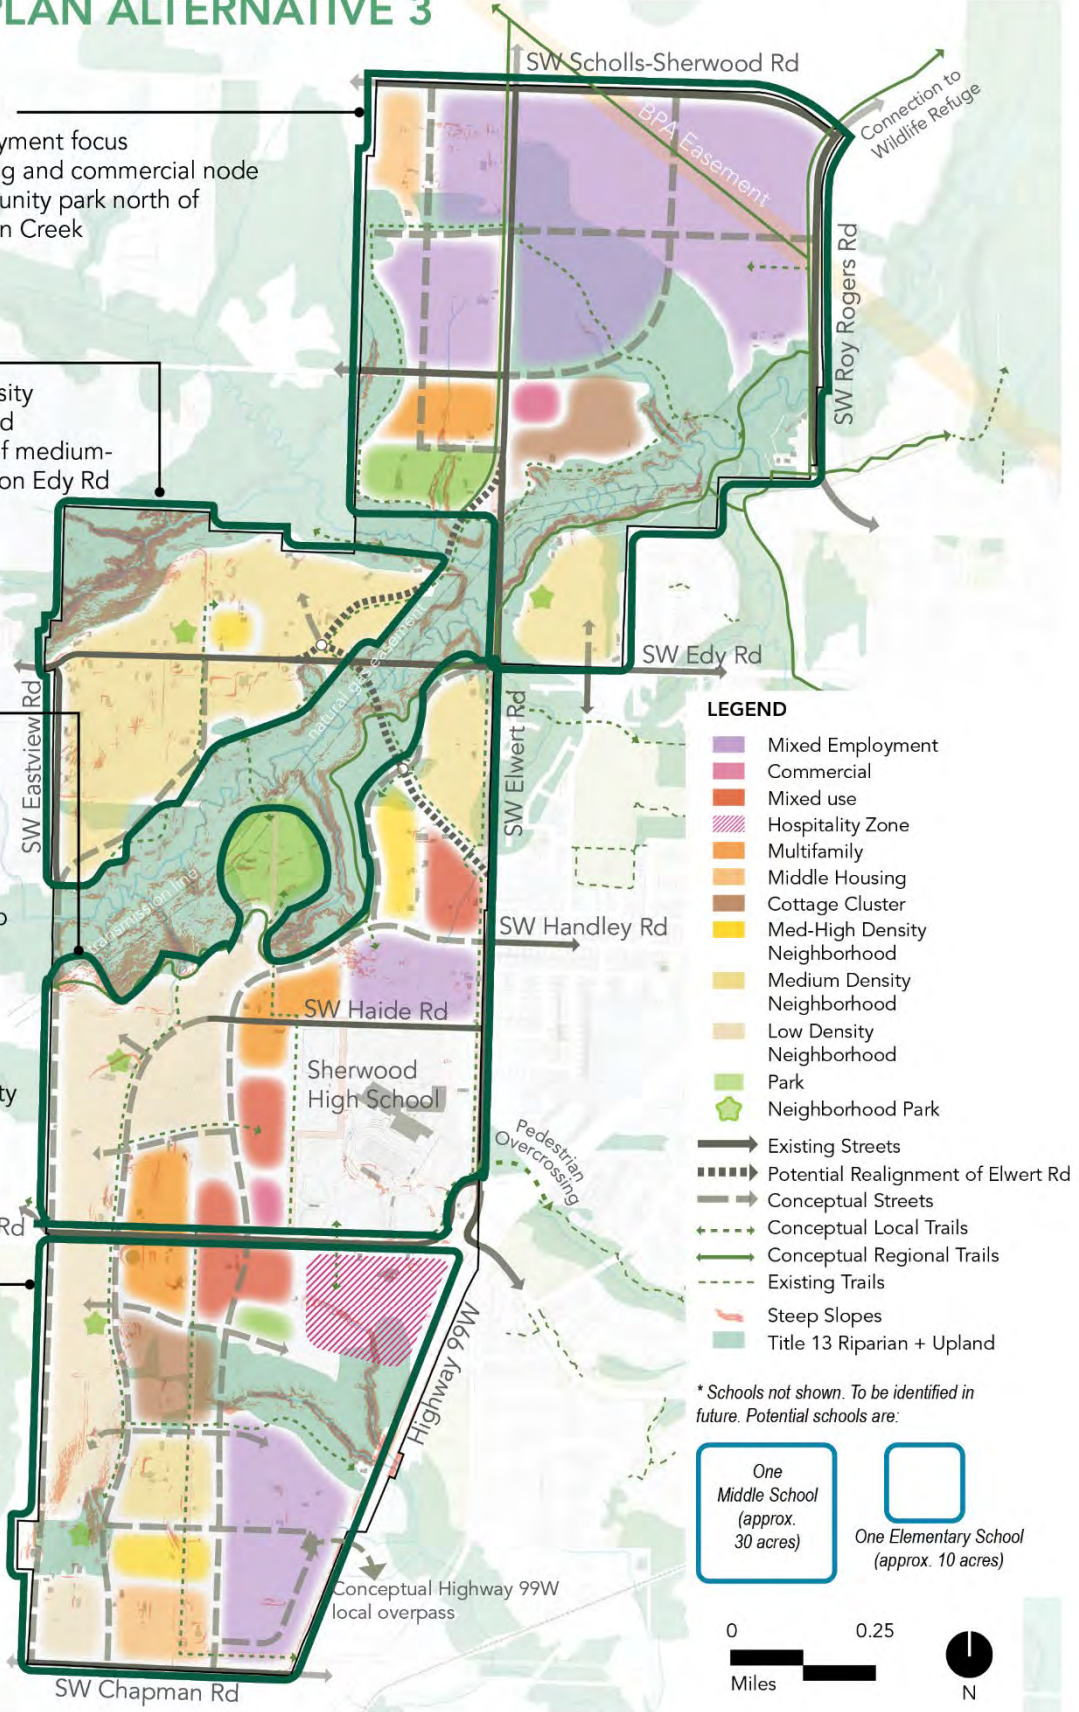 PLAN ALTERNATIVE 3
SW Scholls-Sherwood Rd
Connection to
Wildlife Refuge
BPA Easement
yment focus
g and commercial node
unity park north of
n Creek
SW Roy Rogers Rd
sity
d
f medium-
on Edy Rd
natural gas easement
SW Edy Rd
SW Eastview Rd
SW Elwert Rd
transmission line
o
SW Handley Rd
SW Haide Rd
Sherwood
High School
ty
Pedestrian
Overcrossing
Rd
Highway 99W
Conceptual Highway 99W
local overpass
SW Chapman Rd
LEGEND
Mixed Employment
Commercial
Mixed use
Hospitality Zone
Multifamily
Middle Housing
Cottage Cluster
Med-High Density
Neighborhood
Medium Density
Neighborhood
Low Density
Neighborhood
Park
Neighborhood Park
Existing Streets
Potential Realignment of Elwert Rd
Conceptual Streets
Conceptual Local Trails
Conceptual Regional Trails
Existing Trails
Steep Slopes
Title 13 Riparian + Upland
* Schools not shown. To be identified in
future. Potential schools are:
One
Middle School
(approx.
30 acres)
One Elementary School
(approx. 10 acres)
0 0.25
Miles
N